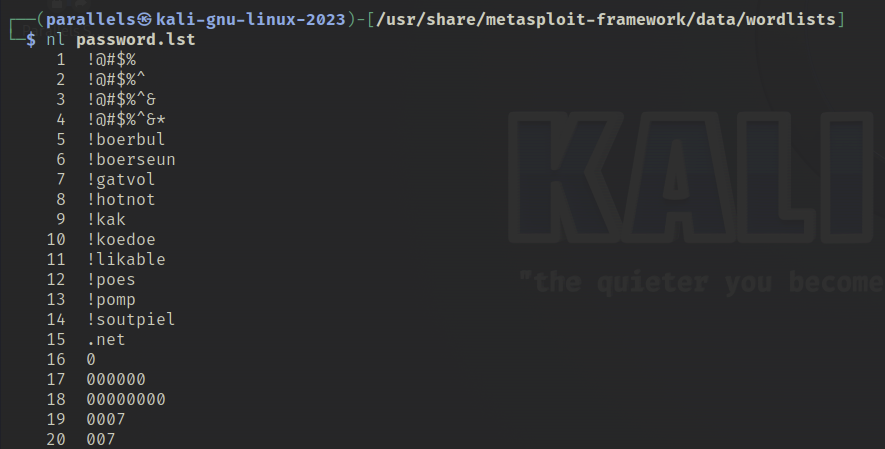 ┌──(parallels㉿kali-gnu-linux-2023)-[/usr/share/metasploit-framework/data/wordlists]
└─$ nl password.lst
1 !@#$%
2 !@#$%^
3 !@#$%^&
4 !@#$%^&*
5 !boerbul
6 !boerseun
7 !gatvol
8 !hotnot
9 !kak
10 !koedoe
11 !likable
12 !poes
13 !pomp
14 !soutpiel
15 .net
16 0
17 000000
18 00000000
19 0007
20 007
KALI
"the quieter you become